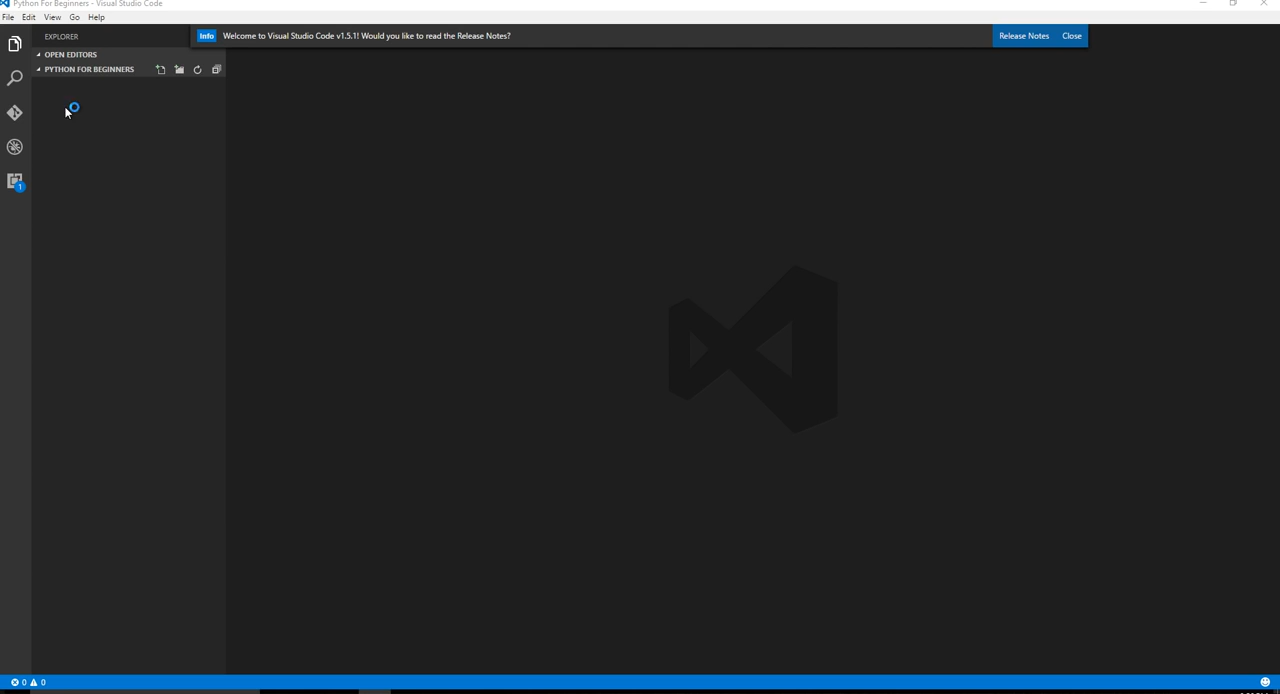 Python For Beginners - Visual Studio Code
File Edit View Go Help
EXPLORER
Info Welcome to Visual Studio Code v1.5.1! Would you like to read the Release Notes? Release Notes Close
OPEN EDITORS
PYTHON FOR BEGINNERS
1
0 0